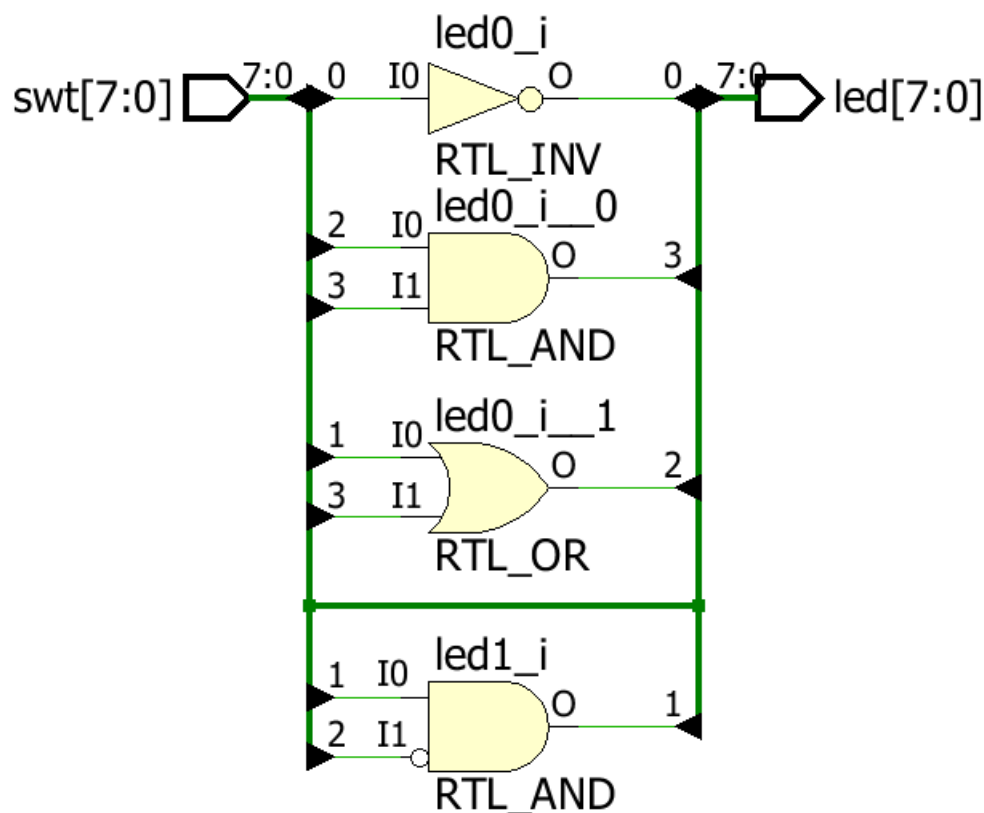 led0_i
swt[7:0] 7:0 0 I0 O 0 7:0 led[7:0]
RTL_INV
led0_i__0
2 I0
O 3
3 I1
RTL_AND
led0_i__1
1 I0
O 2
3 I1
RTL_OR
led1_i
1 I0
O 1
2 I1
RTL_AND